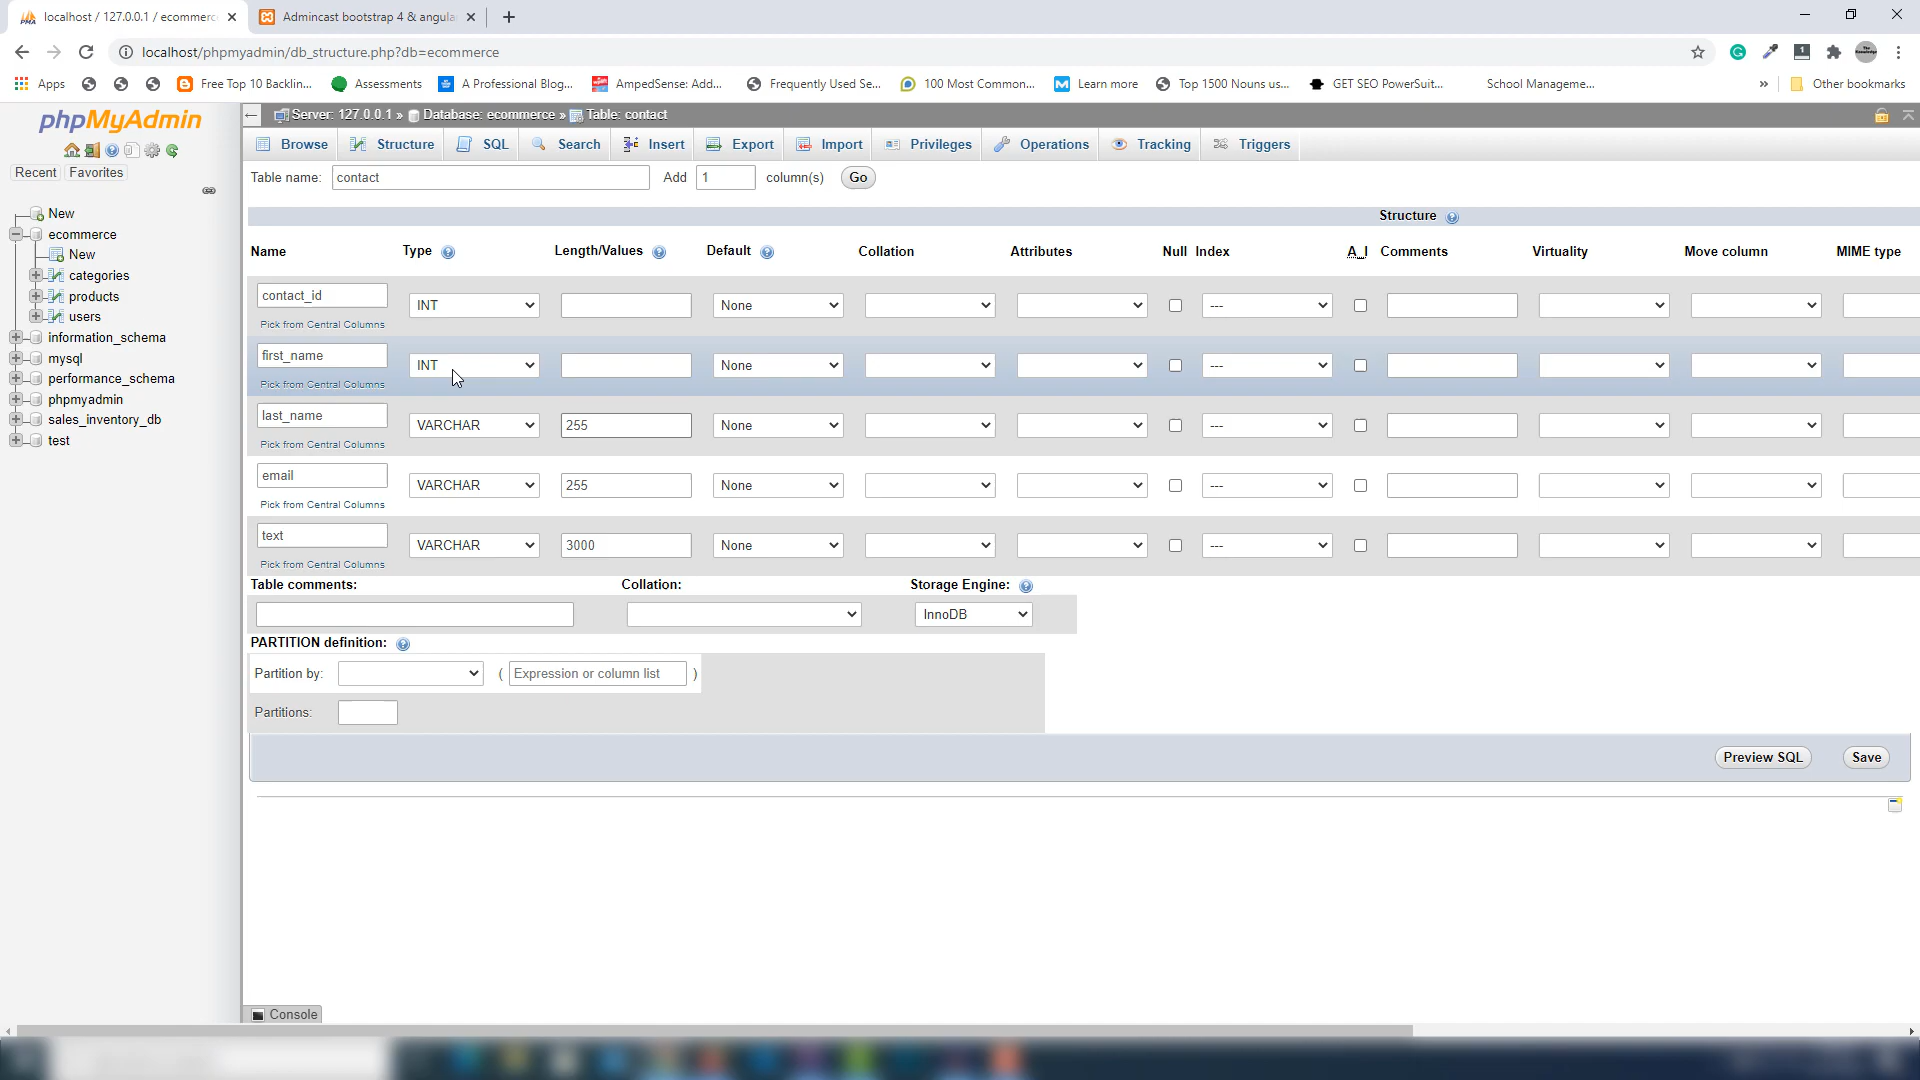 localhost / 127.0.0.1 / ecommerc
Admincast bootstrap 4 & angula
localhost/phpmyadmin/db_structure.php?db=ecommerce
Apps
Free Top 10 Backlin...
Assessments
A Professional Blog...
AmpedSense: Add...
Frequently Used Se...
100 Most Common...
Learn more
Top 1500 Nouns us...
GET SEO PowerSuit...
School Manageme...
»
Other bookmarks
phpMyAdmin
Recent
Favorites
New
ecommerce
New
categories
products
users
information_schema
mysql
performance_schema
phpmyadmin
sales_inventory_db
test
Server: 127.0.0.1 » Database: ecommerce » Table: contact
Browse
Structure
SQL
Search
Insert
Export
Import
Privileges
Operations
Tracking
Triggers
Table name: contact Add 1 column(s) Go
Structure
Name Type Length/Values Default Collation Attributes Null Index A_I Comments Virtuality Move column MIME type
contact_id INT None ---
Pick from Central Columns
first_name INT None ---
Pick from Central Columns
last_name VARCHAR 255 None ---
Pick from Central Columns
email VARCHAR 255 None ---
Pick from Central Columns
text VARCHAR 3000 None ---
Pick from Central Columns
Table comments: Collation: Storage Engine:
InnoDB
PARTITION definition:
Partition by: ( Expression or column list )
Partitions:
Preview SQL Save
Console